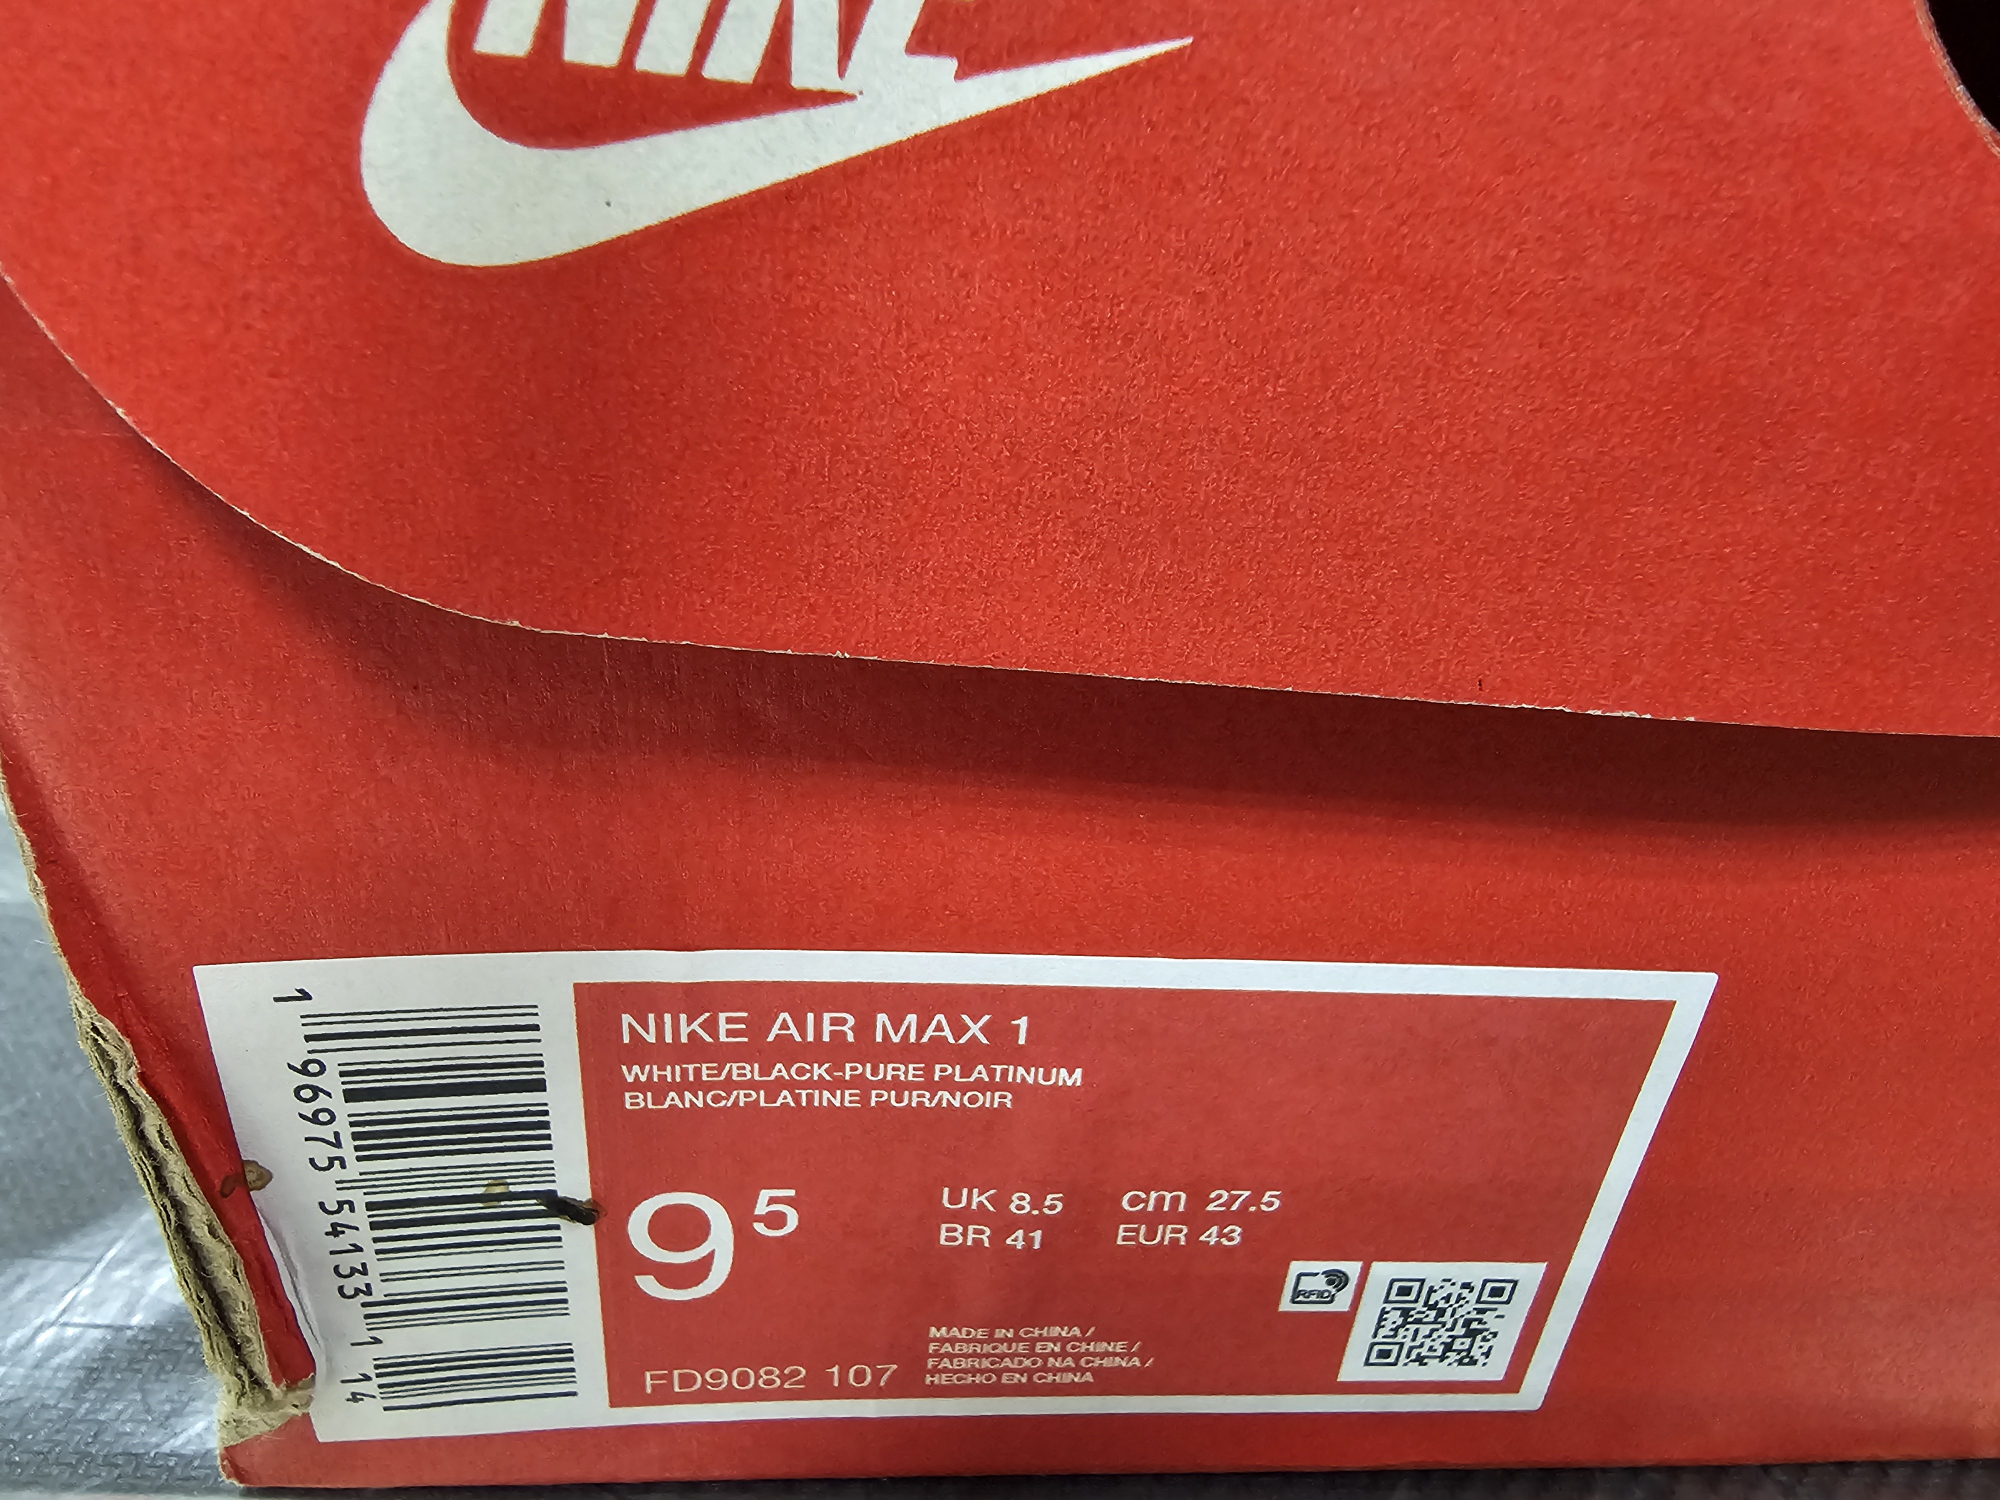 NIKE
NIKE AIR MAX 1
WHITE/BLACK-PURE PLATINUM
BLANC/PLATINE PUR/NOIR
9 5
UK 8.5 cm 27.5
BR 41 EUR 43
RFID
MADE IN CHINA /
FABRIQUE EN CHINE /
FABRICADO NA CHINA /
HECHO EN CHINA
FD9082 107
1 96975 54133 1 14